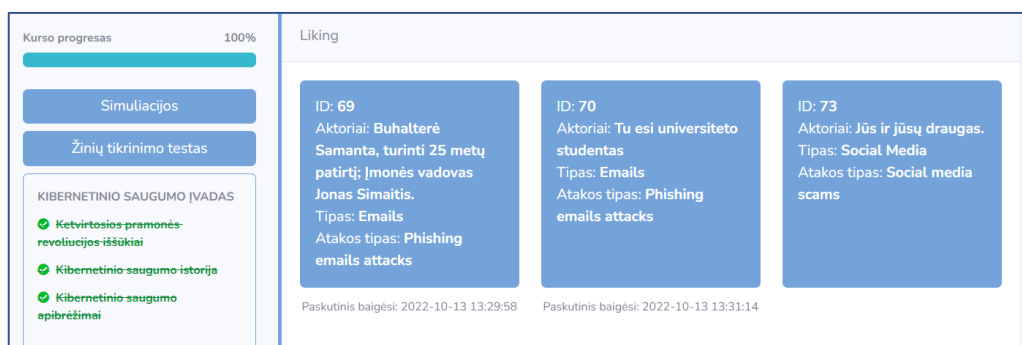 Kurso progresas 100%
Simuliacijos
Žinių tikrinimo testas
KIBERNETINIO SAUGUMO ĮVADAS
Ketvirtosios pramonės
revoliucijos iššūkiai
Kibernetinio saugumo istorija
Kibernetinio saugumo
apibrėžimai
Liking
ID: 69
Aktoriai: Buhalterė
Samanta, turinti 25 metų
patirtį; Įmonės vadovas
Jonas Simaitis.
Tipas: Emails
Atakos tipas: Phishing
emails attacks
Paskutinis baigėsi: 2022-10-13 13:29:58
ID: 70
Aktoriai: Tu esi universiteto
studentas
Tipas: Emails
Atakos tipas: Phishing
emails attacks
Paskutinis baigėsi: 2022-10-13 13:31:14
ID: 73
Aktoriai: Jūs ir jūsų draugas.
Tipas: Social Media
Atakos tipas: Social media
scams